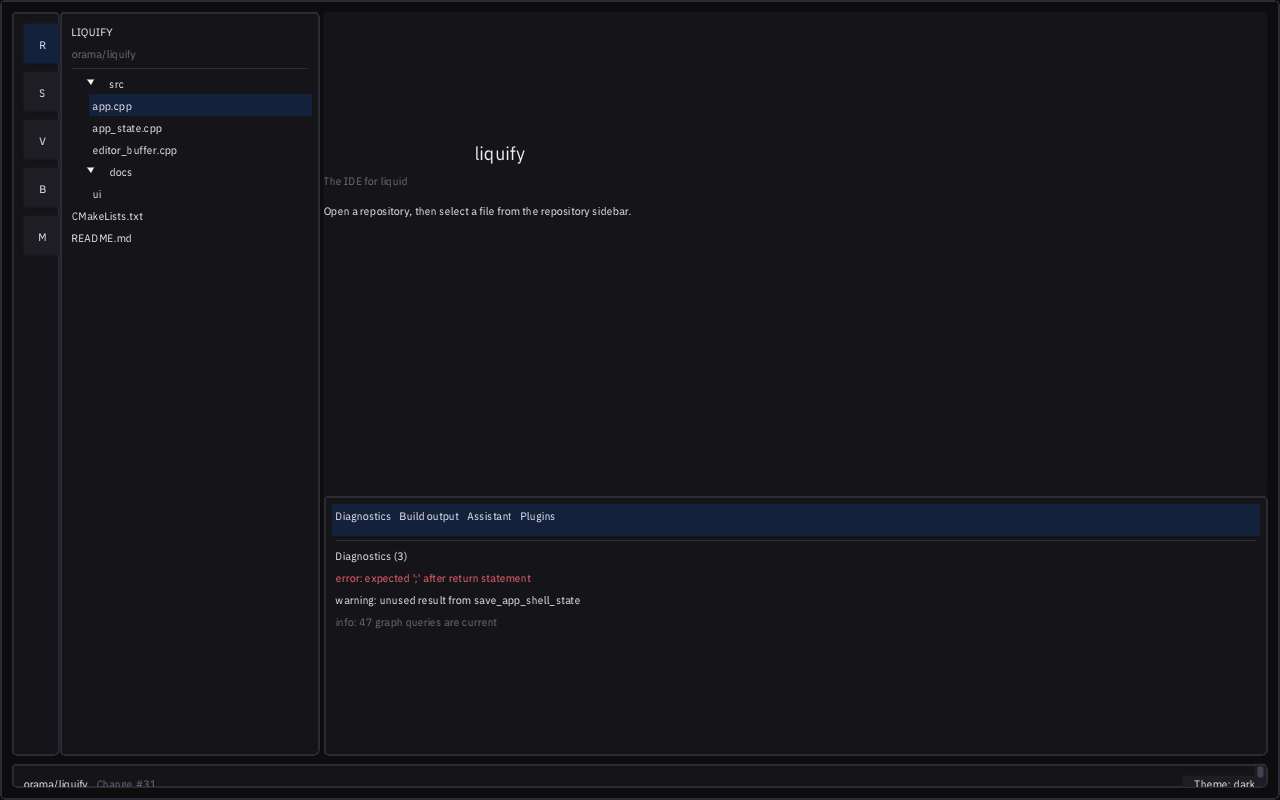 R
S
V
B
M
LIQUIFY
orama/liquify
src
app.cpp
app_state.cpp
editor_buffer.cpp
docs
ui
CMakeLists.txt
README.md
liquify
The IDE for liquid
Open a repository, then select a file from the repository sidebar.
Diagnostics Build output Assistant Plugins
Diagnostics (3)
error: expected ';' after return statement
warning: unused result from save_app_shell_state
info: 47 graph queries are current
orama/liquify Change #31 Theme: dark